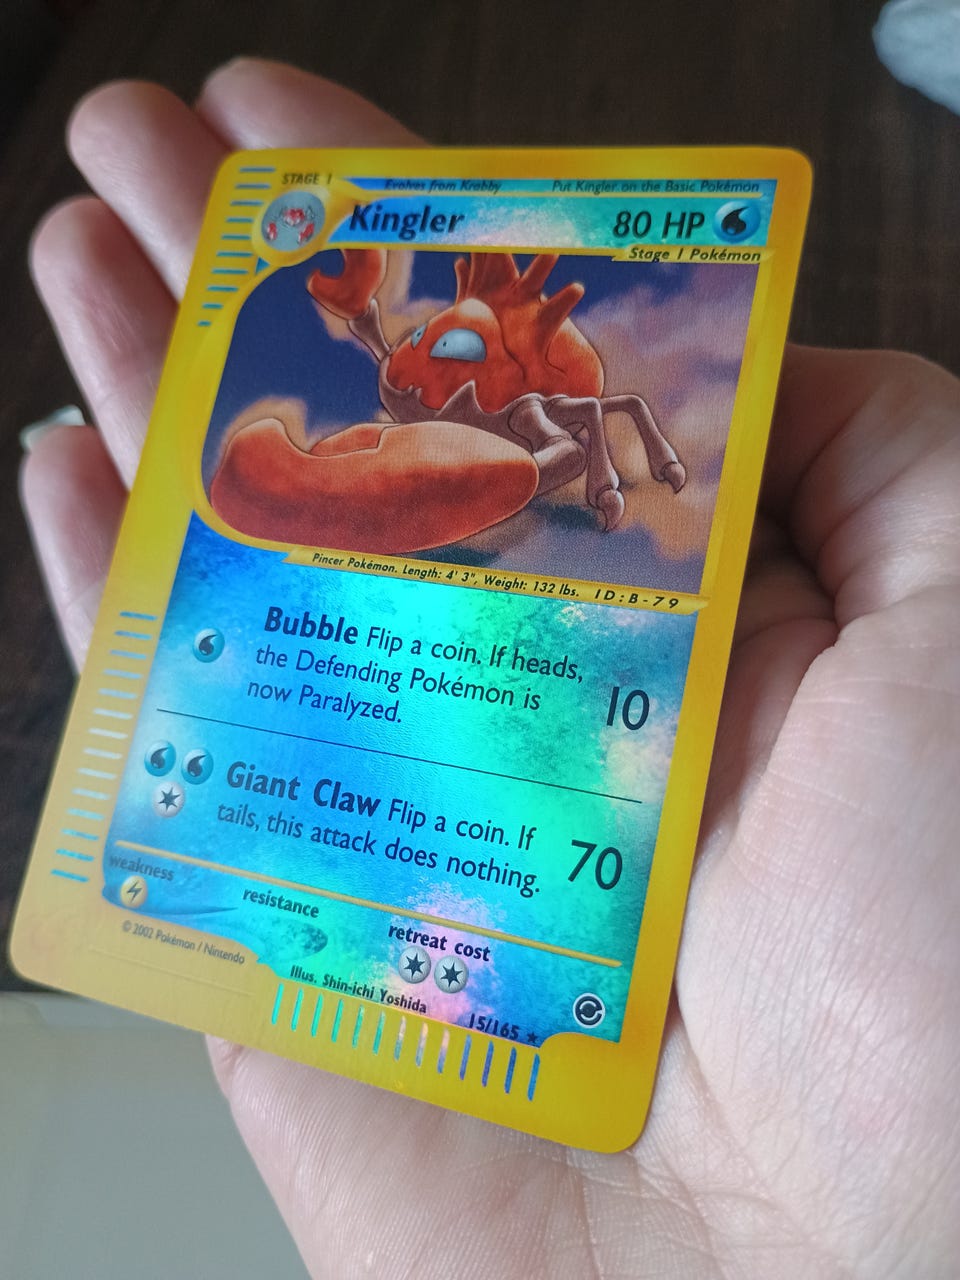 STAGE 1
Evolves from Krabby
Put Kingler on the Basic Pokémon
Kingler
80 HP
Stage 1 Pokémon
Pincer Pokémon. Length: 4' 3", Weight: 132 lbs. ID:B-79
Bubble Flip a coin. If heads,
the Defending Pokémon is
now Paralyzed.
10
Giant Claw Flip a coin. If
tails, this attack does nothing.
70
weakness
resistance
retreat cost
© 2002 Pokémon / Nintendo
Illus. Shin-ichi Yoshida
15/165 ★